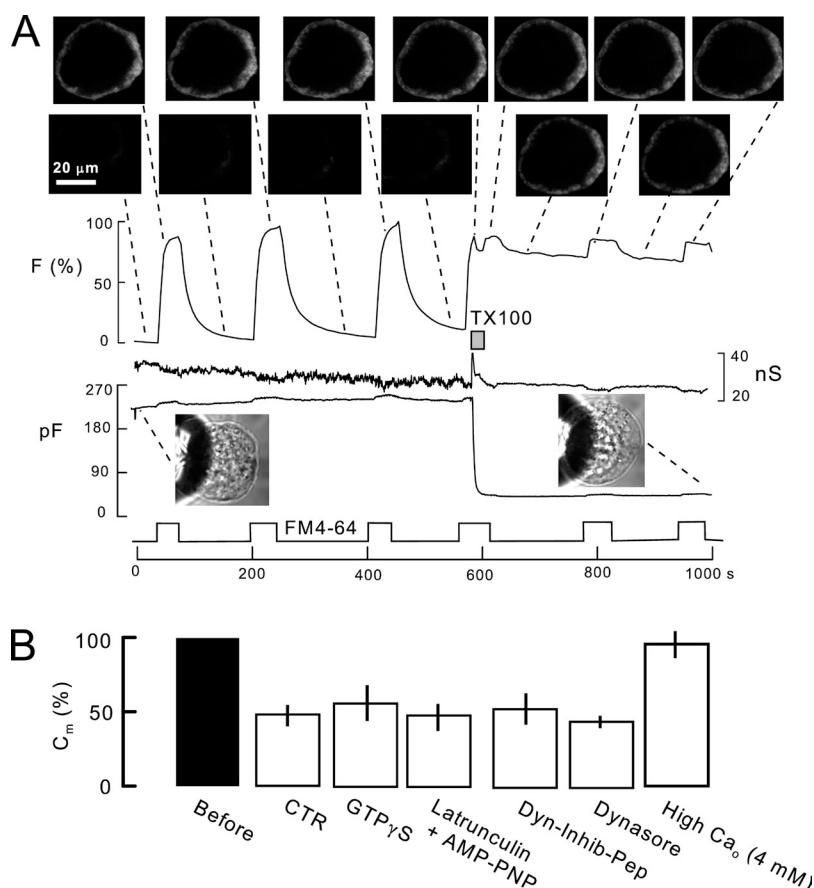 A
20 μm
100
F (%)
50
0
TX100
40
nS
20
270
pF
180
90
0
FM4-64
0 200 400 600 800 1000 s
B
100
Cm (%)
50
0
Before
CTR
GTPγS
Latrunculin
+ AMP-PNP
Dyn-Inhib-Pep
Dynasore
High Cao (4 mM)